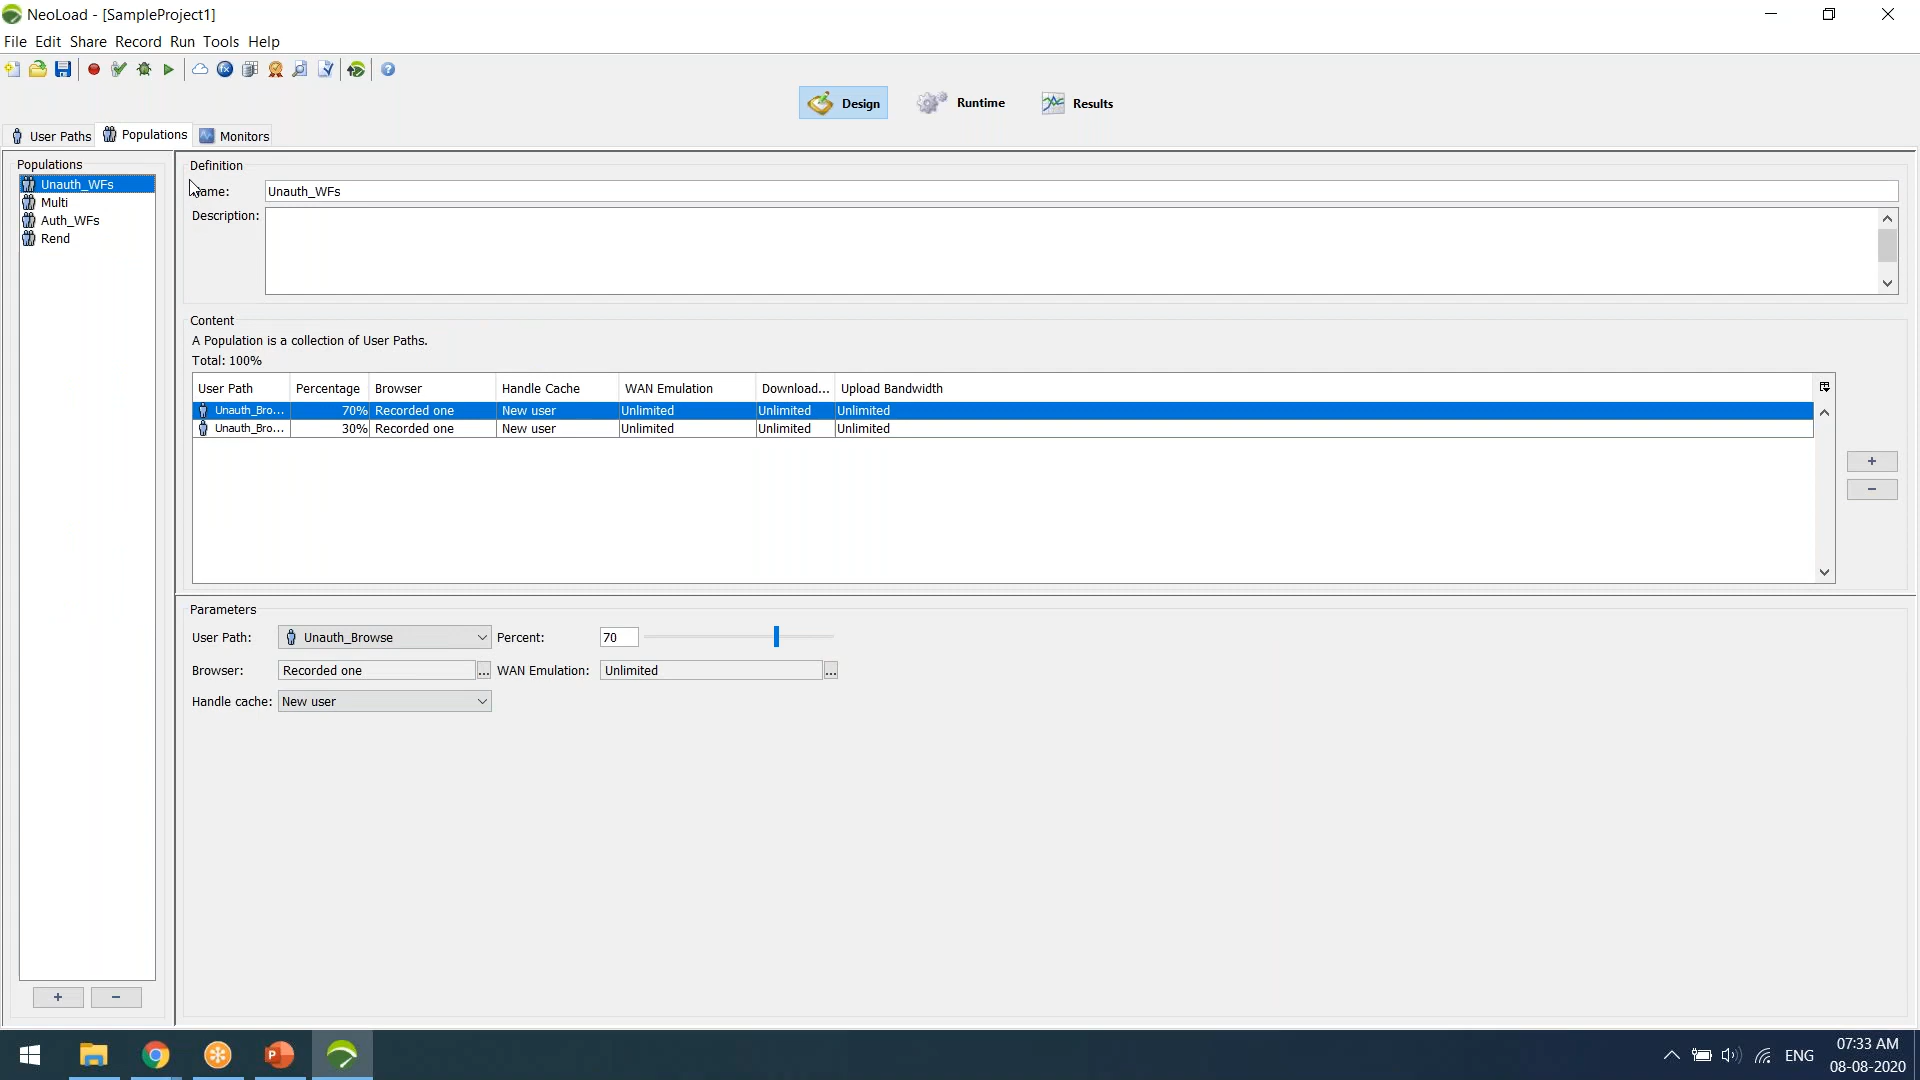 NeoLoad - [SampleProject1]
File Edit Share Record Run Tools Help
Design Runtime Results
User Paths Populations Monitors
Populations
Unauth_WFs
Multi
Auth_WFs
Rend
Definition
Name: Unauth_WFs
Description:
Content
A Population is a collection of User Paths.
Total: 100%
User Path Percentage Browser Handle Cache WAN Emulation Download... Upload Bandwidth
Unauth_Bro... 70% Recorded one New user Unlimited Unlimited Unlimited
Unauth_Bro... 30% Recorded one New user Unlimited Unlimited Unlimited
+
-
Parameters
User Path: Unauth_Browse Percent: 70
Browser: Recorded one ... WAN Emulation: Unlimited ...
Handle cache: New user
+ -
ENG
07:33 AM
08-08-2020